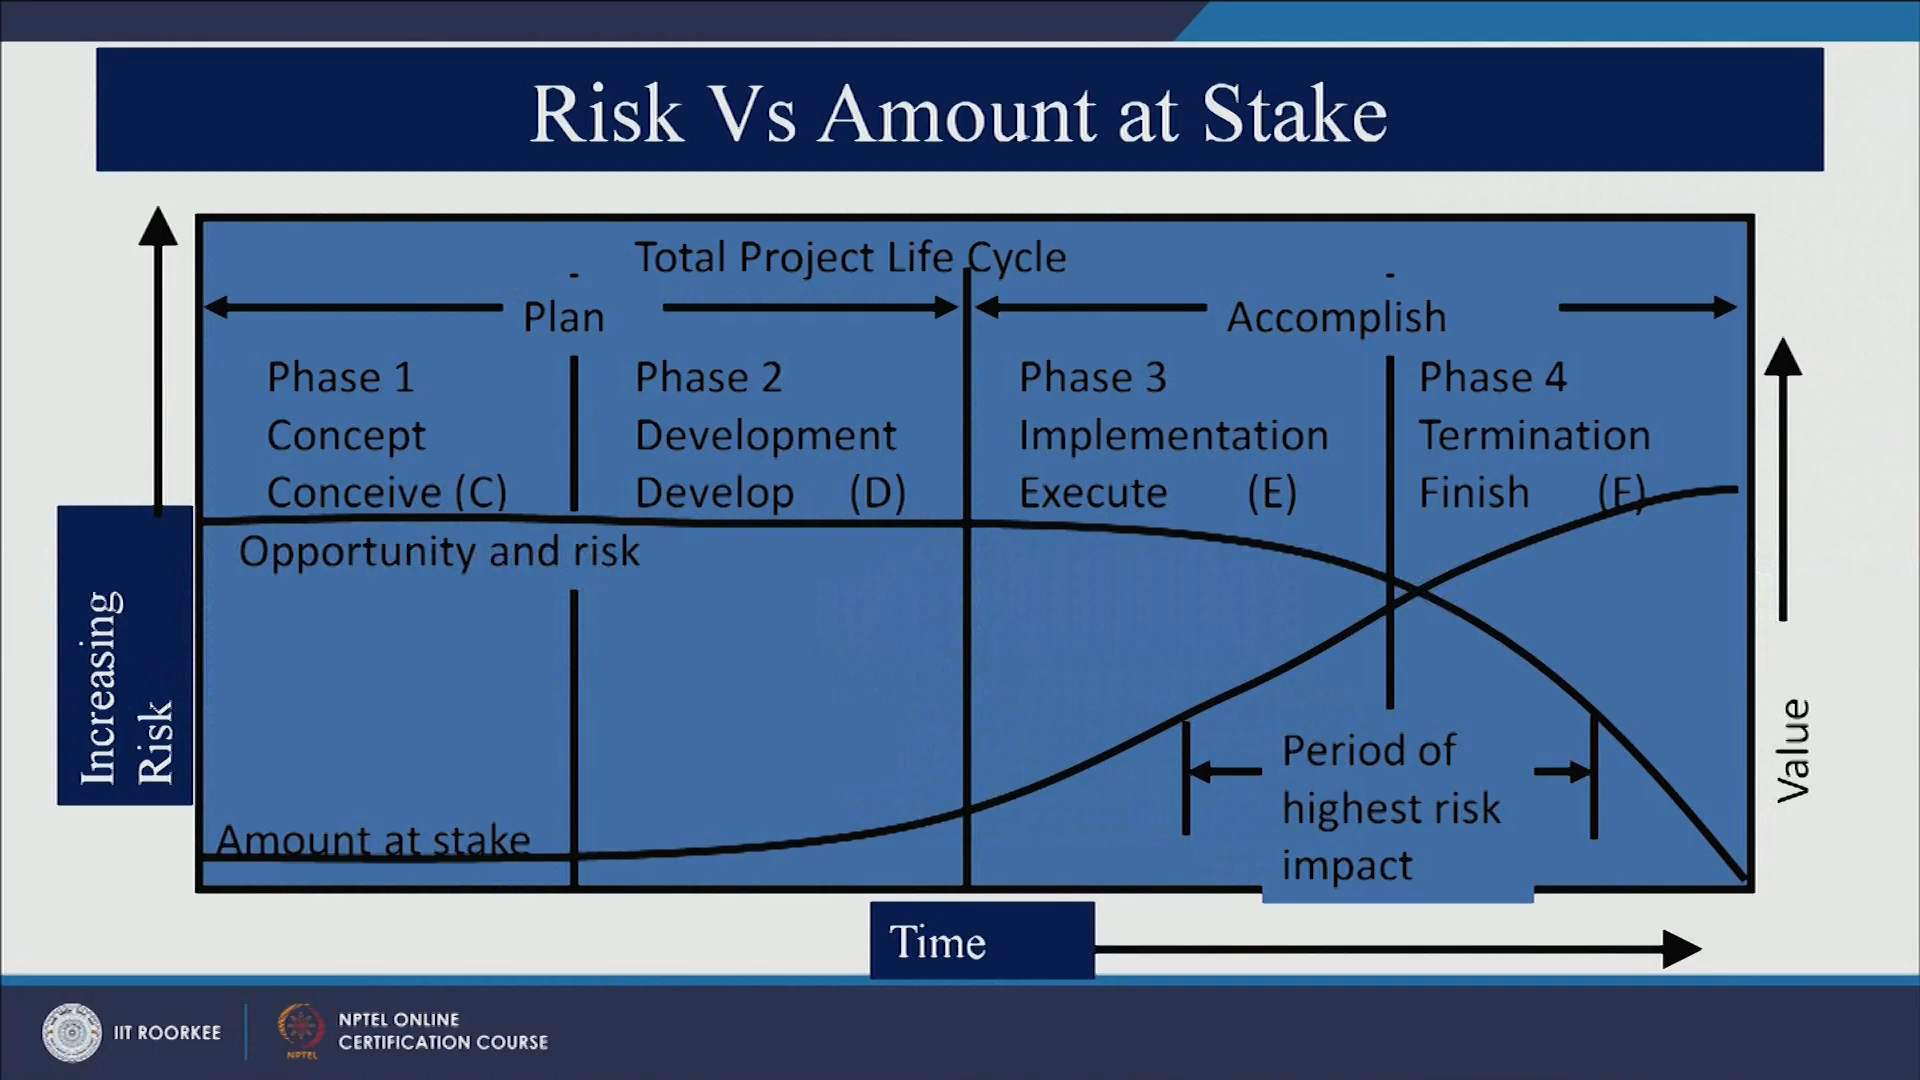 Risk Vs Amount at Stake
Total Project Life Cycle
Plan
Accomplish
Phase 1
Concept
Conceive (C)
Phase 2
Development
Develop (D)
Phase 3
Implementation
Execute (E)
Phase 4
Termination
Finish (F)
Opportunity and risk
Increasing
Risk
Value
Amount at stake
Period of
highest risk
impact
Time
IIT ROORKEE
NPTEL
NPTEL ONLINE
CERTIFICATION COURSE